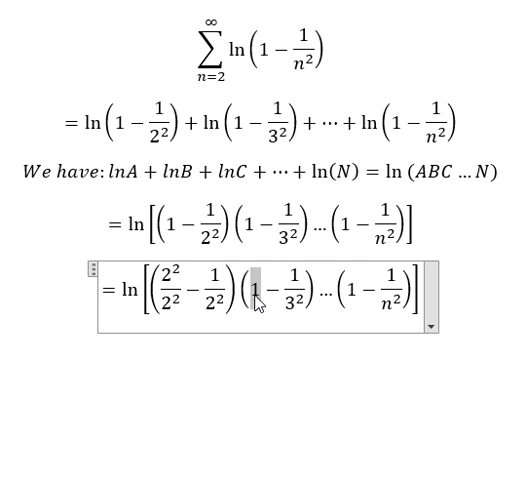 ∞
∑ ln(1 − 1/n²)
n=2
= ln(1 − 1/2²) + ln(1 − 1/3²) + ⋯ + ln(1 − 1/n²)
We have: lnA + lnB + lnC + ⋯ + ln(N) = ln (ABC ... N)
= ln[(1 − 1/2²)(1 − 1/3²)...(1 − 1/n²)]
= ln[(2²/2² − 1/2²)(1 − 1/3²)...(1 − 1/n²)]